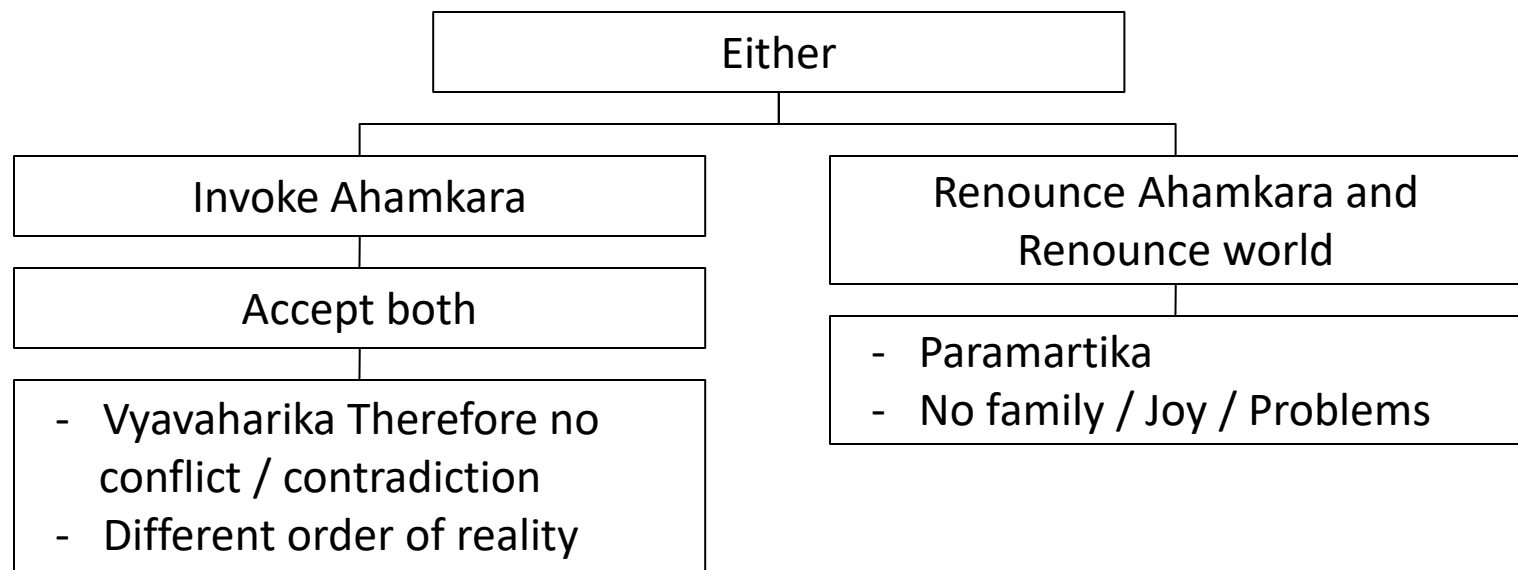 Either
Invoke Ahamkara
Accept both
- Vyavaharika Therefore no
conflict / contradiction
- Different order of reality
Renounce Ahamkara and
Renounce world
- Paramartika
- No family / Joy / Problems